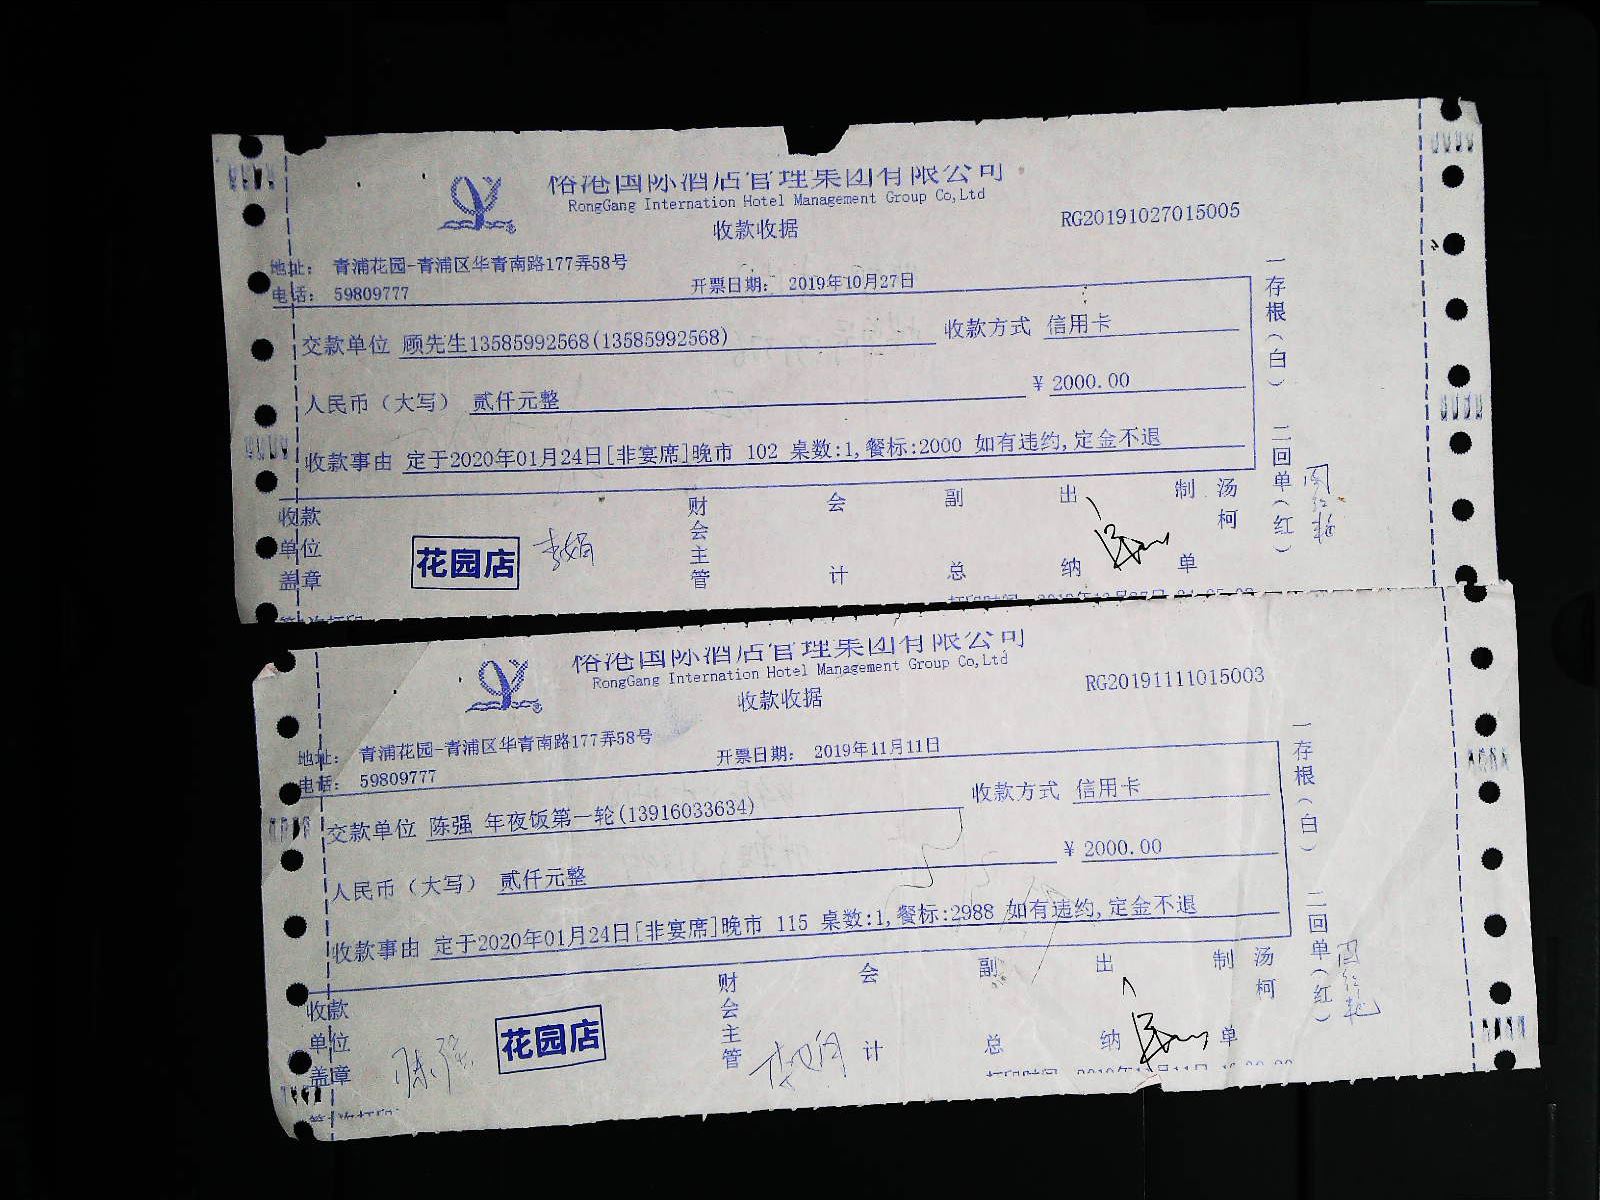 榕港国际酒店管理集团有限公司
RongGang Internation Hotel Management Group Co,Ltd
收款收据
RG20191027015005
地址: 青浦花园-青浦区华青南路177弄58号
电话: 59809777
开票日期: 2019年10月27日
交款单位 顾先生13585992568(13585992568)
收款方式 信用卡
人民币（大写） 贰仟元整
¥ 2000.00
收款事由 定于2020年01月24日[非宴席]晚市 102 桌数:1,餐标:2000 如有违约,定金不退
一存根(白) 二回单(红)
收款单位盖章
花园店
财会主管
会计
副总
出纳
制单
汤柯
榕港国际酒店管理集团有限公司
RongGang Internation Hotel Management Group Co,Ltd
收款收据
RG20191111015003
地址: 青浦花园-青浦区华青南路177弄58号
电话: 59809777
开票日期: 2019年11月11日
交款单位 陈强 年夜饭第一轮(13916033634)
收款方式 信用卡
人民币（大写） 贰仟元整
¥ 2000.00
收款事由 定于2020年01月24日[非宴席]晚市 115 桌数:1,餐标:2988 如有违约,定金不退
一存根(白) 二回单(红)
收款单位盖章
陈强
花园店
财会主管
会计
副总
出纳
制单
汤柯